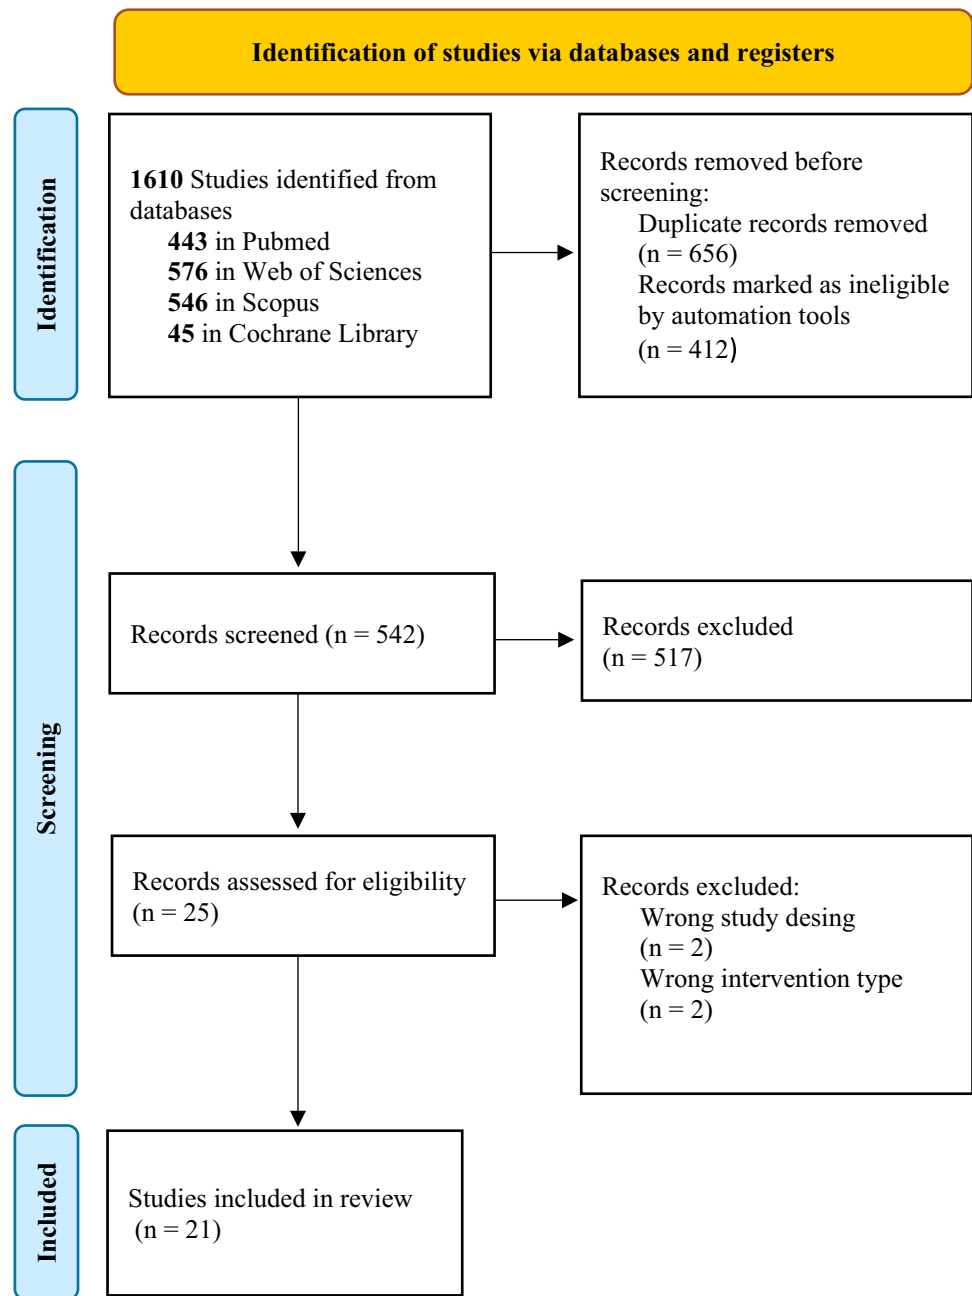 Identification of studies via databases and registers
Identification
1610 Studies identified from
databases
443 in Pubmed
576 in Web of Sciences
546 in Scopus
45 in Cochrane Library
Records removed before
screening:
Duplicate records removed
(n = 656)
Records marked as ineligible
by automation tools
(n = 412)
Screening
Records screened (n = 542)
Records excluded
(n = 517)
Records assessed for eligibility
(n = 25)
Records excluded:
Wrong study desing
(n = 2)
Wrong intervention type
(n = 2)
Included
Studies included in review
(n = 21)